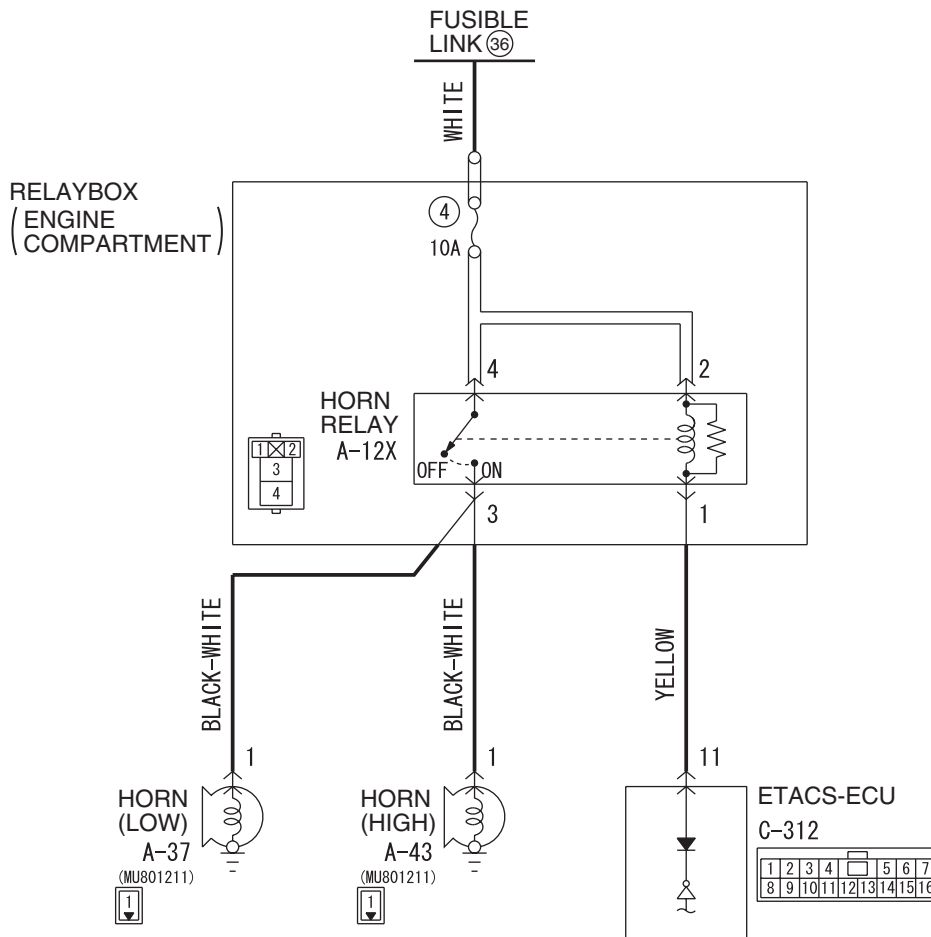 FUSIBLE
LINK 36
WHITE
RELAYBOX
(ENGINE
COMPARTMENT)
4
10A
4
2
HORN
RELAY
A-12X
OFF
ON
1 2
3
4
3
1
BLACK-WHITE
BLACK-WHITE
YELLOW
1
1
11
HORN
(LOW)
A-37
(MU801211)
1
HORN
(HIGH)
A-43
(MU801211)
1
ETACS-ECU
C-312
1 2 3 4 5 6 7
8 9 10 11 12 13 14 15 16